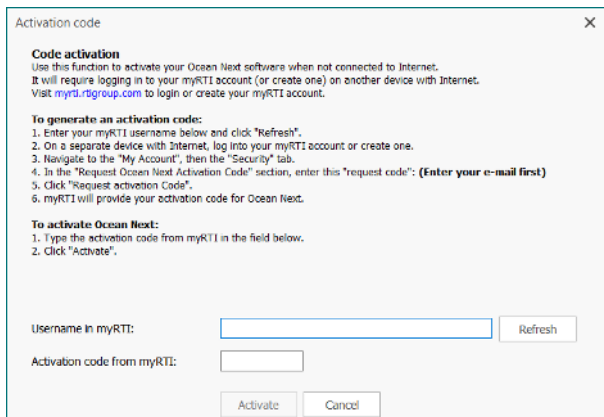 Activation code
Code activation
Use this function to activate your Ocean Next software when not connected to Internet.
It will require logging in to your myRTI account (or create one) on another device with Internet.
Visit myrti.rtigroup.com to login or create your myRTI account.
To generate an activation code:
1. Enter your myRTI username below and click "Refresh".
2. On a separate device with Internet, log into your myRTI account or create one.
3. Navigate to the "My Account", then the "Security" tab.
4. In the "Request Ocean Next Activation Code" section, enter this "request code": (Enter your e-mail first)
5. Click "Request activation Code".
6. myRTI will provide your activation code for Ocean Next.
To activate Ocean Next:
1. Type the activation code from myRTI in the field below.
2. Click "Activate".
Username in myRTI:
Refresh
Activation code from myRTI:
Activate
Cancel